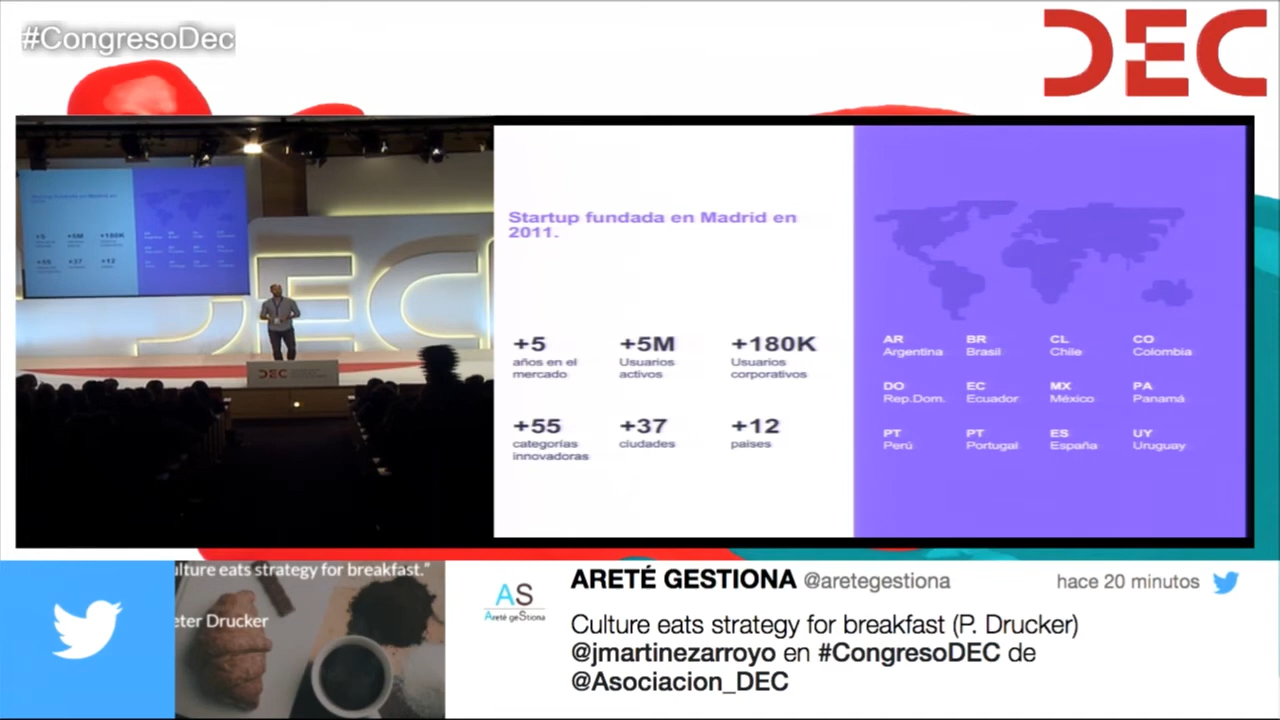 #CongresoDec
DEC
Startup fundada en Madrid en
2011.
+5
años en el
mercado
+5M
Usuarios
activos
+180K
Usuarios
corporativos
+55
categorías
innovadoras
+37
ciudades
+12
países
AR
Argentina
BR
Brasil
CL
Chile
CO
Colombia
DO
Rep.Dom.
EC
Ecuador
MX
México
PA
Panamá
PT
Perú
PT
Portugal
ES
España
UY
Uruguay
DEC
DEC
ulture eats strategy for breakfast.”
eter Drucker
AS
Areté geStiona
ARETÉ GESTIONA @aretegestiona
hace 20 minutos
Culture eats strategy for breakfast (P. Drucker)
@jmartinezarroyo en #CongresoDEC de
@Asociacion_DEC